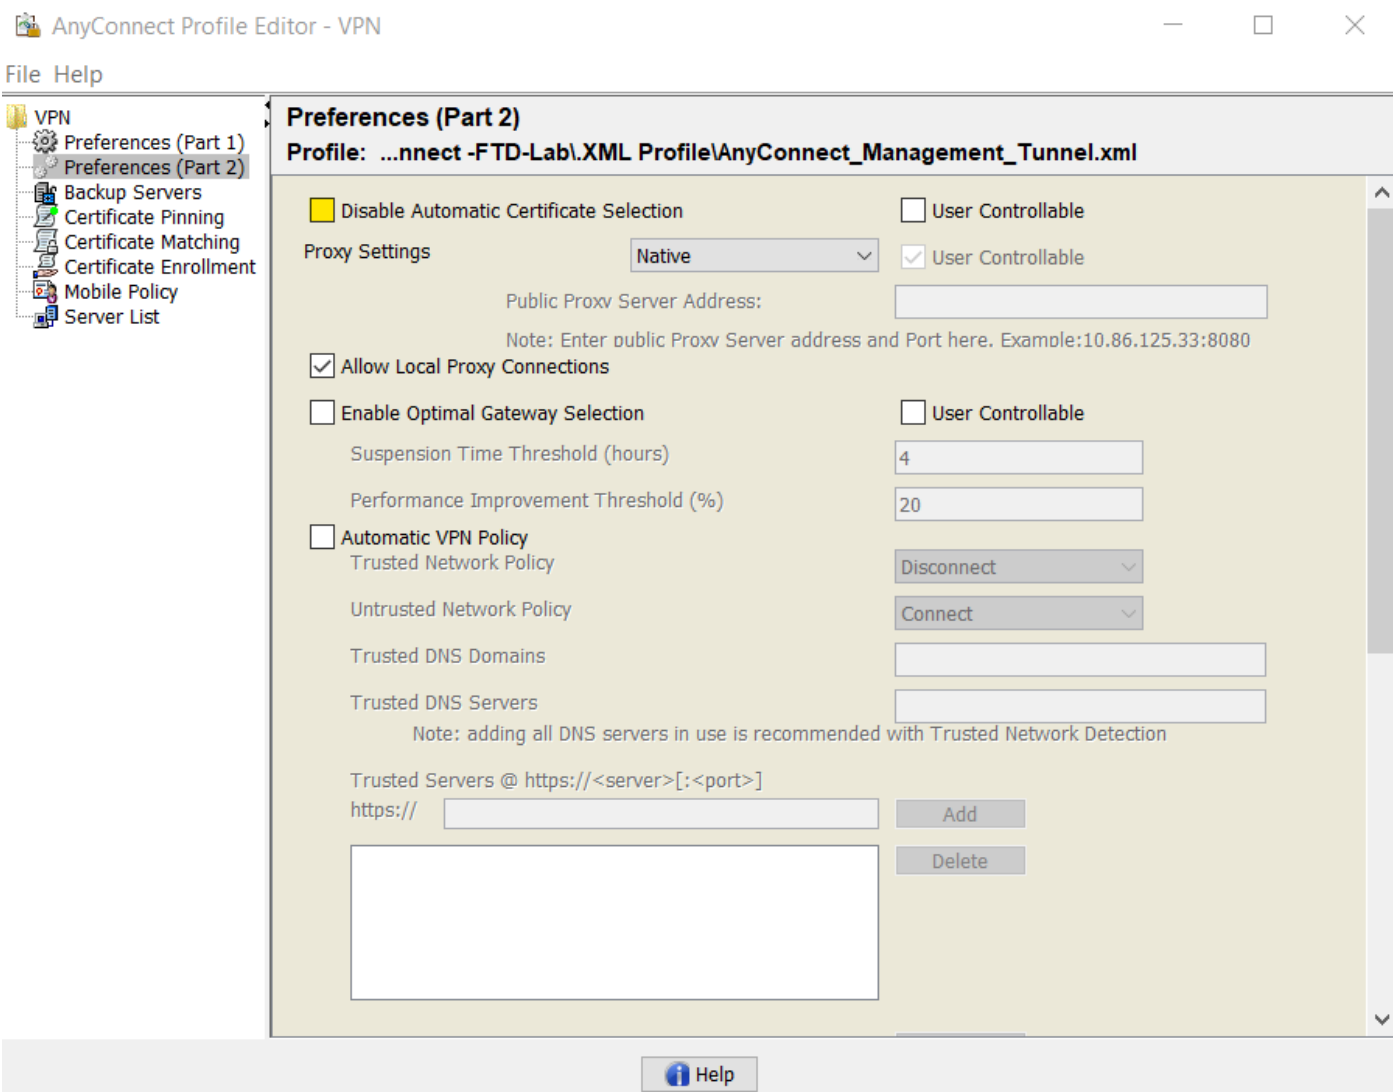 AnyConnect Profile Editor - VPN
File Help
VPN
Preferences (Part 1)
Preferences (Part 2)
Backup Servers
Certificate Pinning
Certificate Matching
Certificate Enrollment
Mobile Policy
Server List
Preferences (Part 2)
Profile: ...nnect -FTD-Lab\.XML Profile\AnyConnect_Management_Tunnel.xml
Disable Automatic Certificate Selection User Controllable
Proxy Settings Native User Controllable
Public Proxy Server Address:
Note: Enter public Proxy Server address and Port here. Example:10.86.125.33:8080
Allow Local Proxy Connections
Enable Optimal Gateway Selection User Controllable
Suspension Time Threshold (hours) 4
Performance Improvement Threshold (%) 20
Automatic VPN Policy
Trusted Network Policy Disconnect
Untrusted Network Policy Connect
Trusted DNS Domains
Trusted DNS Servers
Note: adding all DNS servers in use is recommended with Trusted Network Detection
Trusted Servers @ https://<server>[:<port>]
https:// Add
Delete
Help